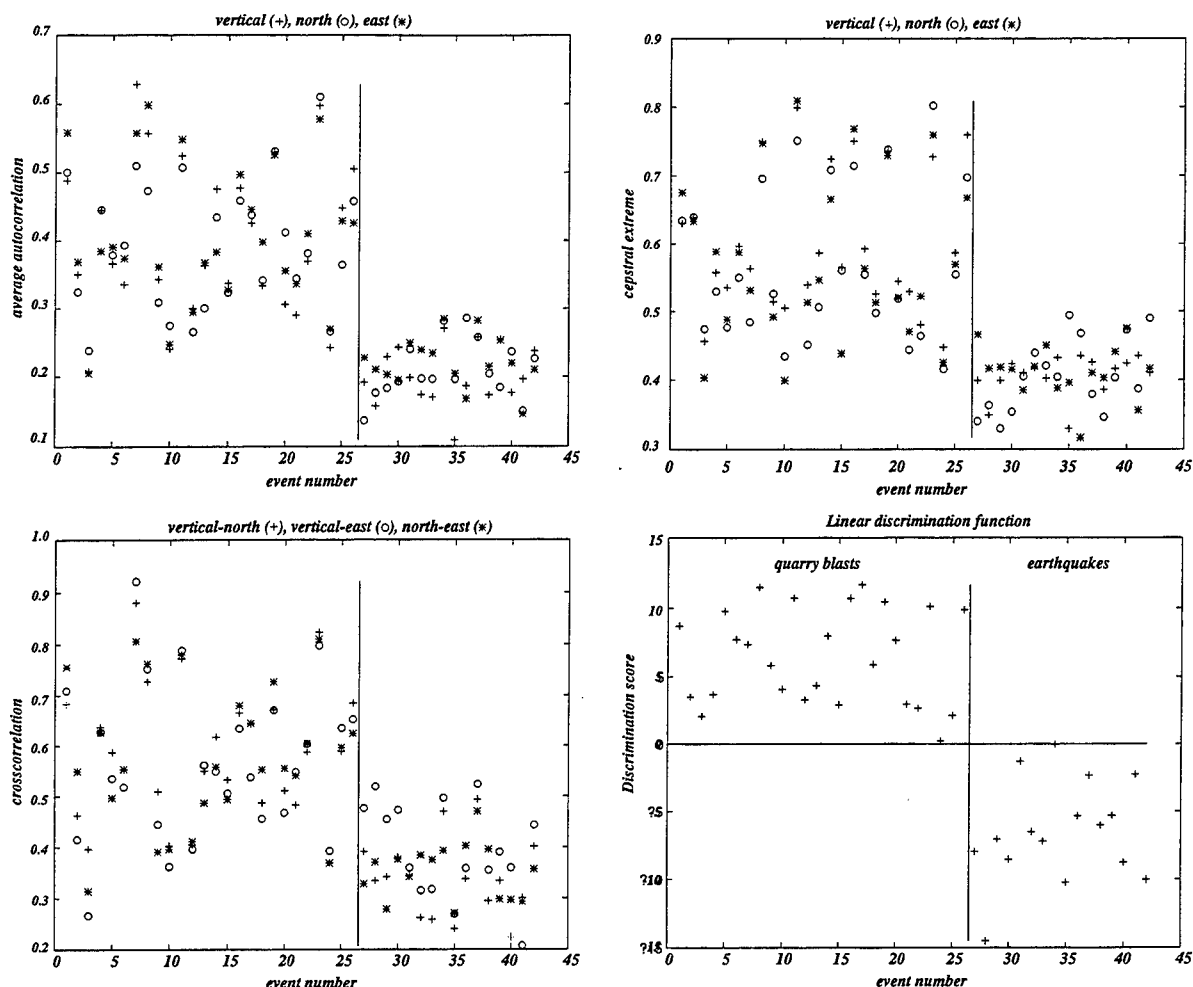 vertical (+), north (o), east (*)
0.7
0.6
0.5
0.4
0.3
0.2
0.1
average autocorrelation
0 5 10 15 20 25 30 35 40 45
event number
vertical (+), north (o), east (*)
0.9
0.8
0.7
0.6
0.5
0.4
0.3
cepstral extreme
0 5 10 15 20 25 30 35 40 45
event number
vertical-north (+), vertical-east (o), north-east (*)
1.0
0.9
0.8
0.7
0.6
0.5
0.4
0.3
0.2
crosscorrelation
0 5 10 15 20 25 30 35 40 45
event number
Linear discrimination function
quarry blasts
earthquakes
15
10
5
0
?5
?10
?15
Discrimination score
0 5 10 15 20 25 30 35 40 45
event number